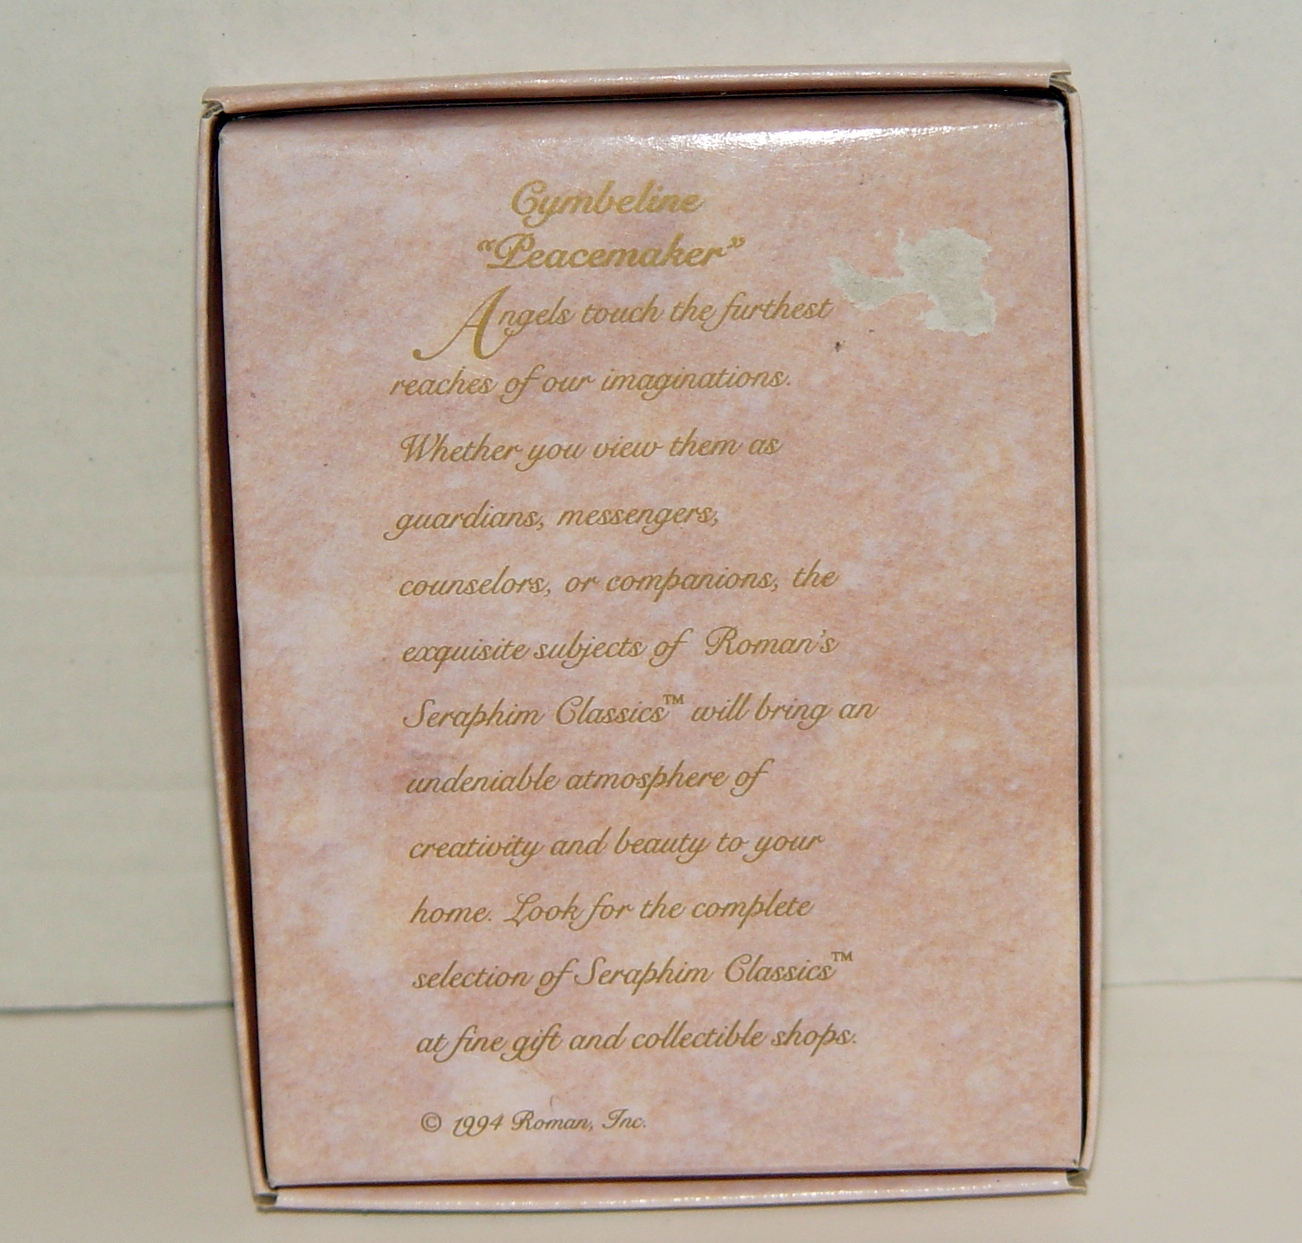 Cymbeline
“Peacemaker”
Angels touch the furthest
reaches of our imaginations.
Whether you view them as
guardians, messengers,
counselors, or companions, the
exquisite subjects of Roman's
Seraphim Classics™ will bring an
undeniable atmosphere of
creativity and beauty to your
home. Look for the complete
selection of Seraphim Classics™
at fine gift and collectible shops.
© 1994 Roman, Inc.